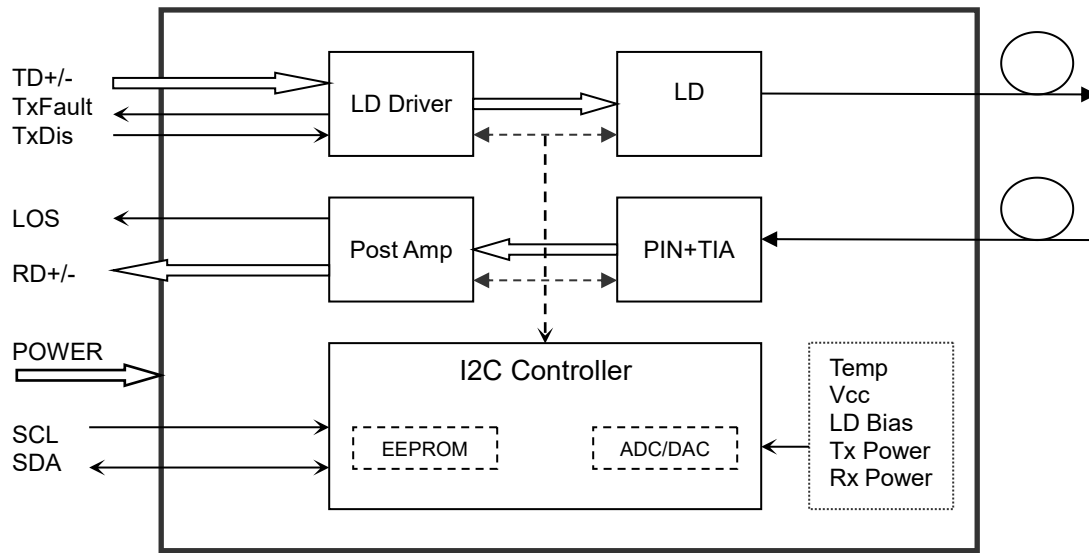 TD+/-
TxFault
TxDis
LD Driver
LD
LOS
RD+/-
Post Amp
PIN+TIA
POWER
SCL
SDA
I2C Controller
EEPROM
ADC/DAC
Temp
Vcc
LD Bias
Tx Power
Rx Power